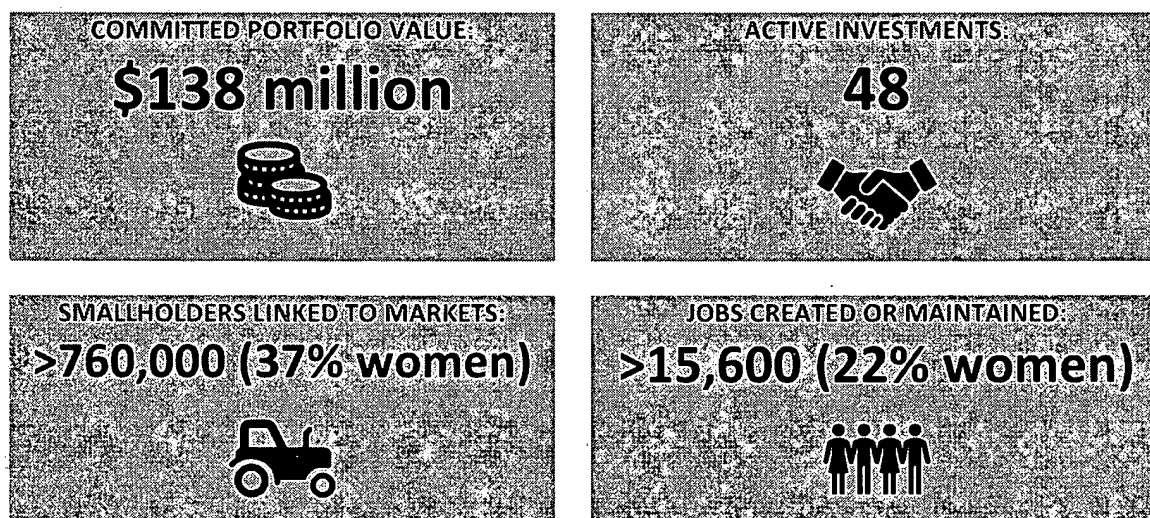 COMMITTED PORTFOLIO VALUE:
$138 million
ACTIVE INVESTMENTS:
48
SMALLHOLDERS LINKED TO MARKETS:
>760,000 (37% women)
JOBS CREATED OR MAINTAINED:
>15,600 (22% women)